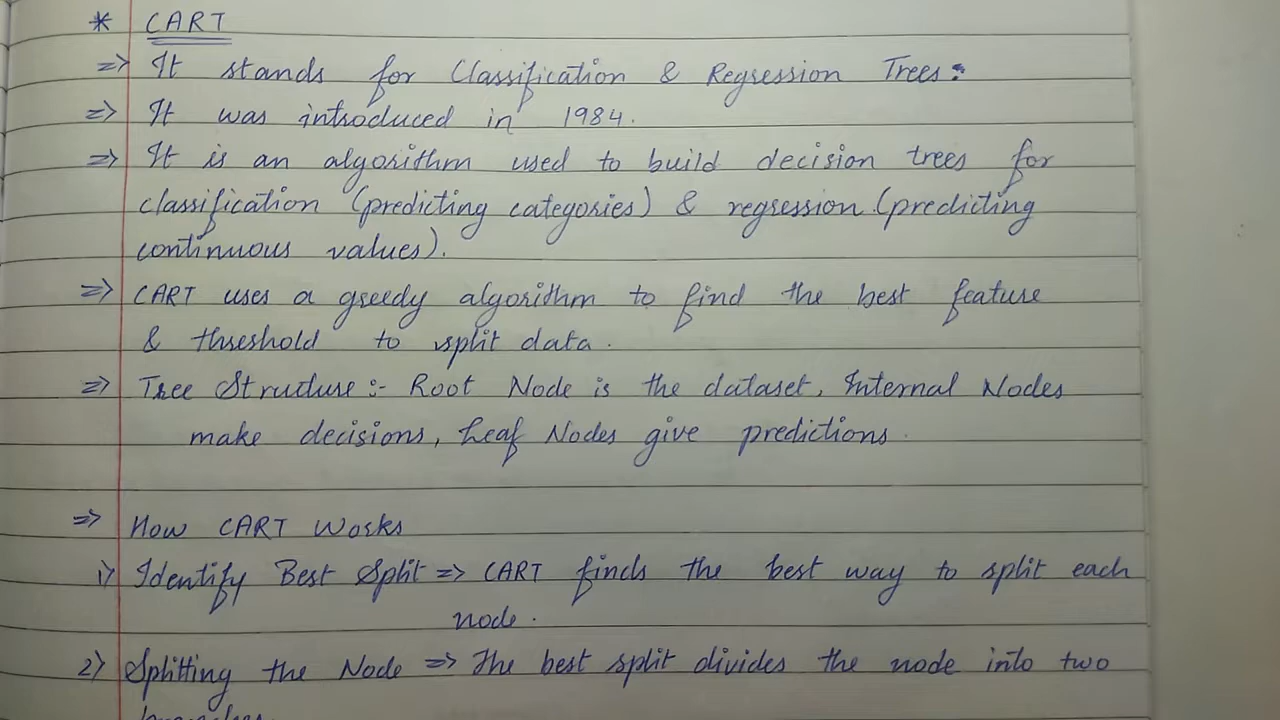 * CART
=> It stands for Classification & Regression Trees:
=> It was introduced in 1984.
=> It is an algorithm used to build decision trees for
classification (predicting categories) & regression (predicting
continuous values).
=> CART uses a greedy algorithm to find the best feature
& threshold to split data.
=> Tree Structure :- Root Node is the dataset, Internal Nodes
make decisions, Leaf Nodes give predictions.
=> How CART Works
1) Identify Best Split => CART finds the best way to split each
node.
2) Splitting the Node => The best split divides the node into two